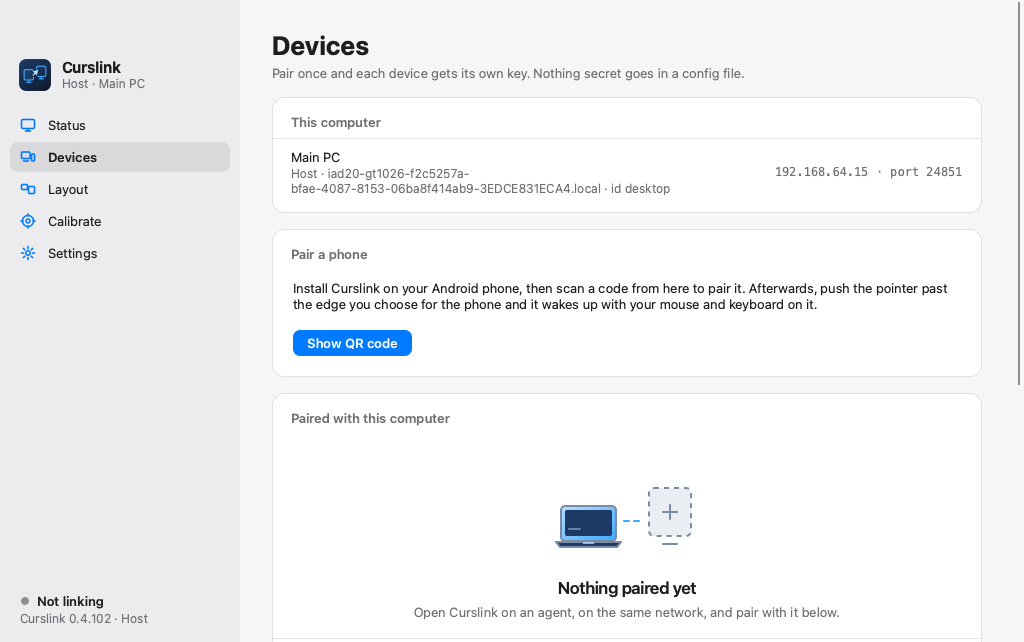 Curslink
Host · Main PC
Status
Devices
Layout
Calibrate
Settings
Not linking
Curslink 0.4.102 · Host
Devices
Pair once and each device gets its own key. Nothing secret goes in a config file.
This computer
Main PC
Host · iad20-gt1026-f2c5257a-
bfae-4087-8153-06ba8f414ab9-3EDCE831ECA4.local · id desktop
192.168.64.15 · port 24851
Pair a phone
Install Curslink on your Android phone, then scan a code from here to pair it. Afterwards, push the pointer past
the edge you choose for the phone and it wakes up with your mouse and keyboard on it.
Show QR code
Paired with this computer
Nothing paired yet
Open Curslink on an agent, on the same network, and pair with it below.